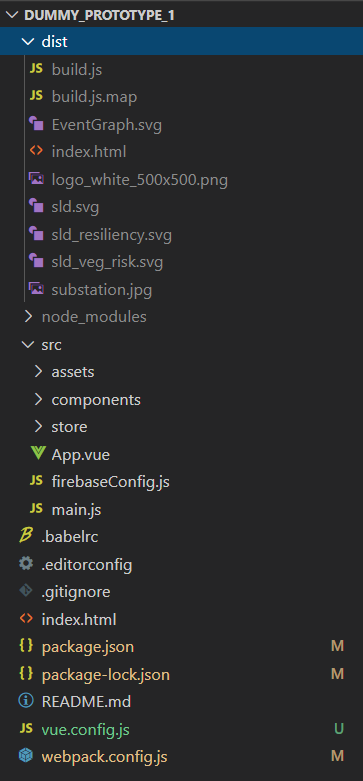 DUMMY_PROTOTYPE_1
dist
JS build.js
JS build.js.map
EventGraph.svg
index.html
logo_white_500x500.png
sld.svg
sld_resiliency.svg
sld_veg_risk.svg
substation.jpg
node_modules
src
assets
components
store
App.vue
JS firebaseConfig.js
JS main.js
.babelrc
.editorconfig
.gitignore
index.html
{} package.json M
{} package-lock.json M
README.md
JS vue.config.js U
webpack.config.js M